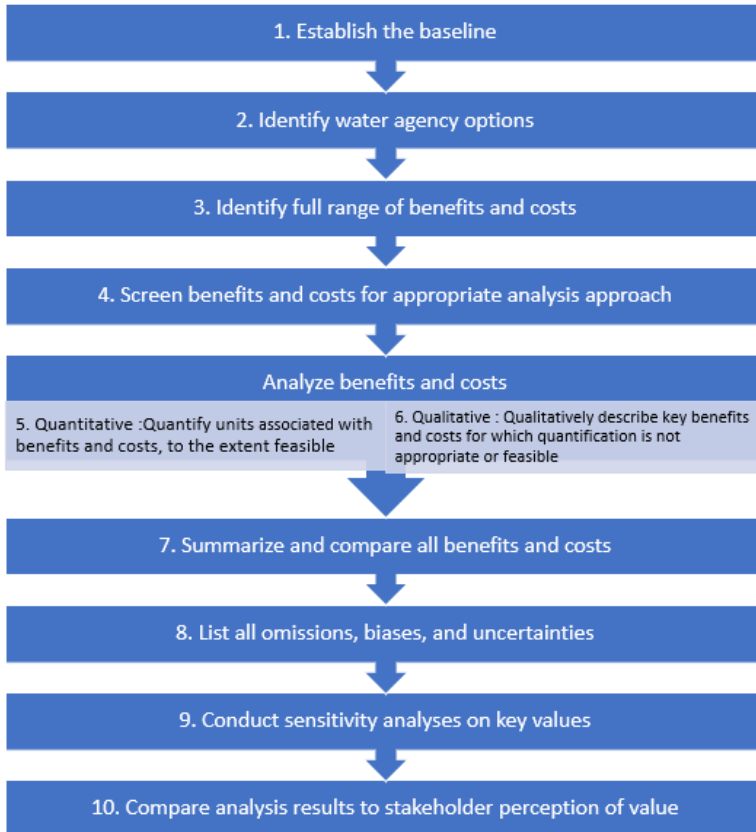 1. Establish the baseline
2. Identify water agency options
3. Identify full range of benefits and costs
4. Screen benefits and costs for appropriate analysis approach
Analyze benefits and costs
5. Quantitative :Quantify units associated with
benefits and costs, to the extent feasible
6. Qualitative : Qualitatively describe key benefits
and costs for which quantification is not
appropriate or feasible
7. Summarize and compare all benefits and costs
8. List all omissions, biases, and uncertainties
9. Conduct sensitivity analyses on key values
10. Compare analysis results to stakeholder perception of value